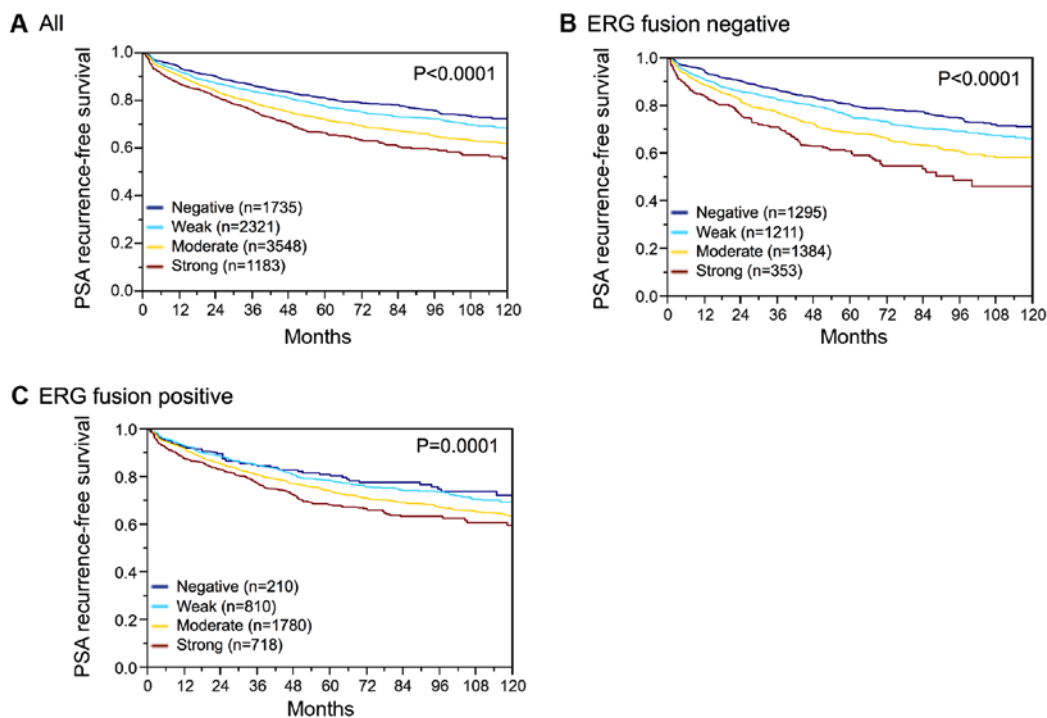 A All
PSA recurrence-free survival
1.0
0.8
0.6
0.4
0.2
0.0
P<0.0001
Negative (n=1735)
Weak (n=2321)
Moderate (n=3548)
Strong (n=1183)
0 12 24 36 48 60 72 84 96 108 120
Months
B ERG fusion negative
PSA recurrence-free survival
1.0
0.8
0.6
0.4
0.2
0.0
P<0.0001
Negative (n=1295)
Weak (n=1211)
Moderate (n=1384)
Strong (n=353)
0 12 24 36 48 60 72 84 96 108 120
Months
C ERG fusion positive
PSA recurrence-free survival
1.0
0.8
0.6
0.4
0.2
0.0
P=0.0001
Negative (n=210)
Weak (n=810)
Moderate (n=1780)
Strong (n=718)
0 12 24 36 48 60 72 84 96 108 120
Months